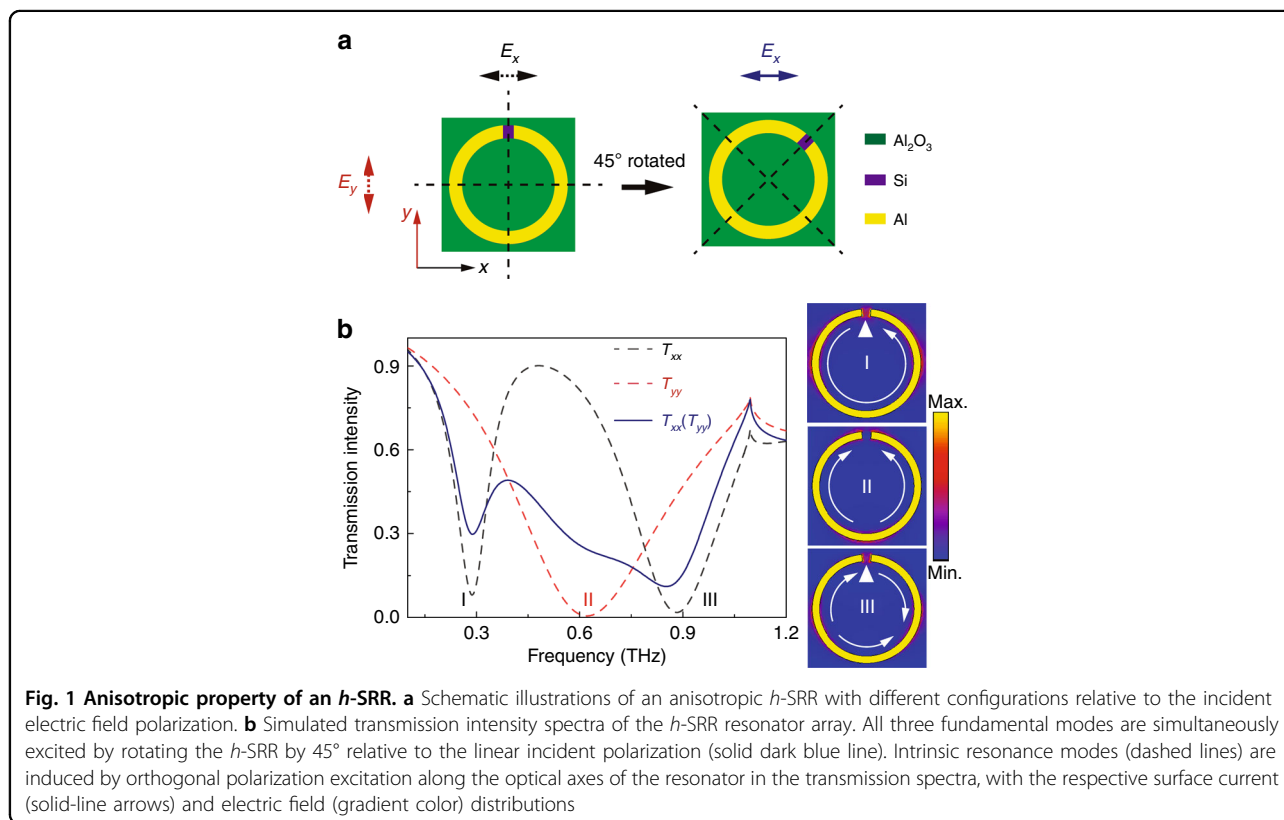 a
E_x
E_x
E_y
y
x
45° rotated
Al₂O₃
Si
Al
b
Transmission intensity
0.9
0.6
0.3
0.0
0.3
0.6
0.9
1.2
Frequency (THz)
T_xx
T_yy
T_xx(T_yy)
I
II
III
I
II
III
Max.
Min.
Fig. 1 Anisotropic property of an h-SRR. a Schematic illustrations of an anisotropic h-SRR with different configurations relative to the incident
electric field polarization. b Simulated transmission intensity spectra of the h-SRR resonator array. All three fundamental modes are simultaneously
excited by rotating the h-SRR by 45° relative to the linear incident polarization (solid dark blue line). Intrinsic resonance modes (dashed lines) are
induced by orthogonal polarization excitation along the optical axes of the resonator in the transmission spectra, with the respective surface current
(solid-line arrows) and electric field (gradient color) distributions